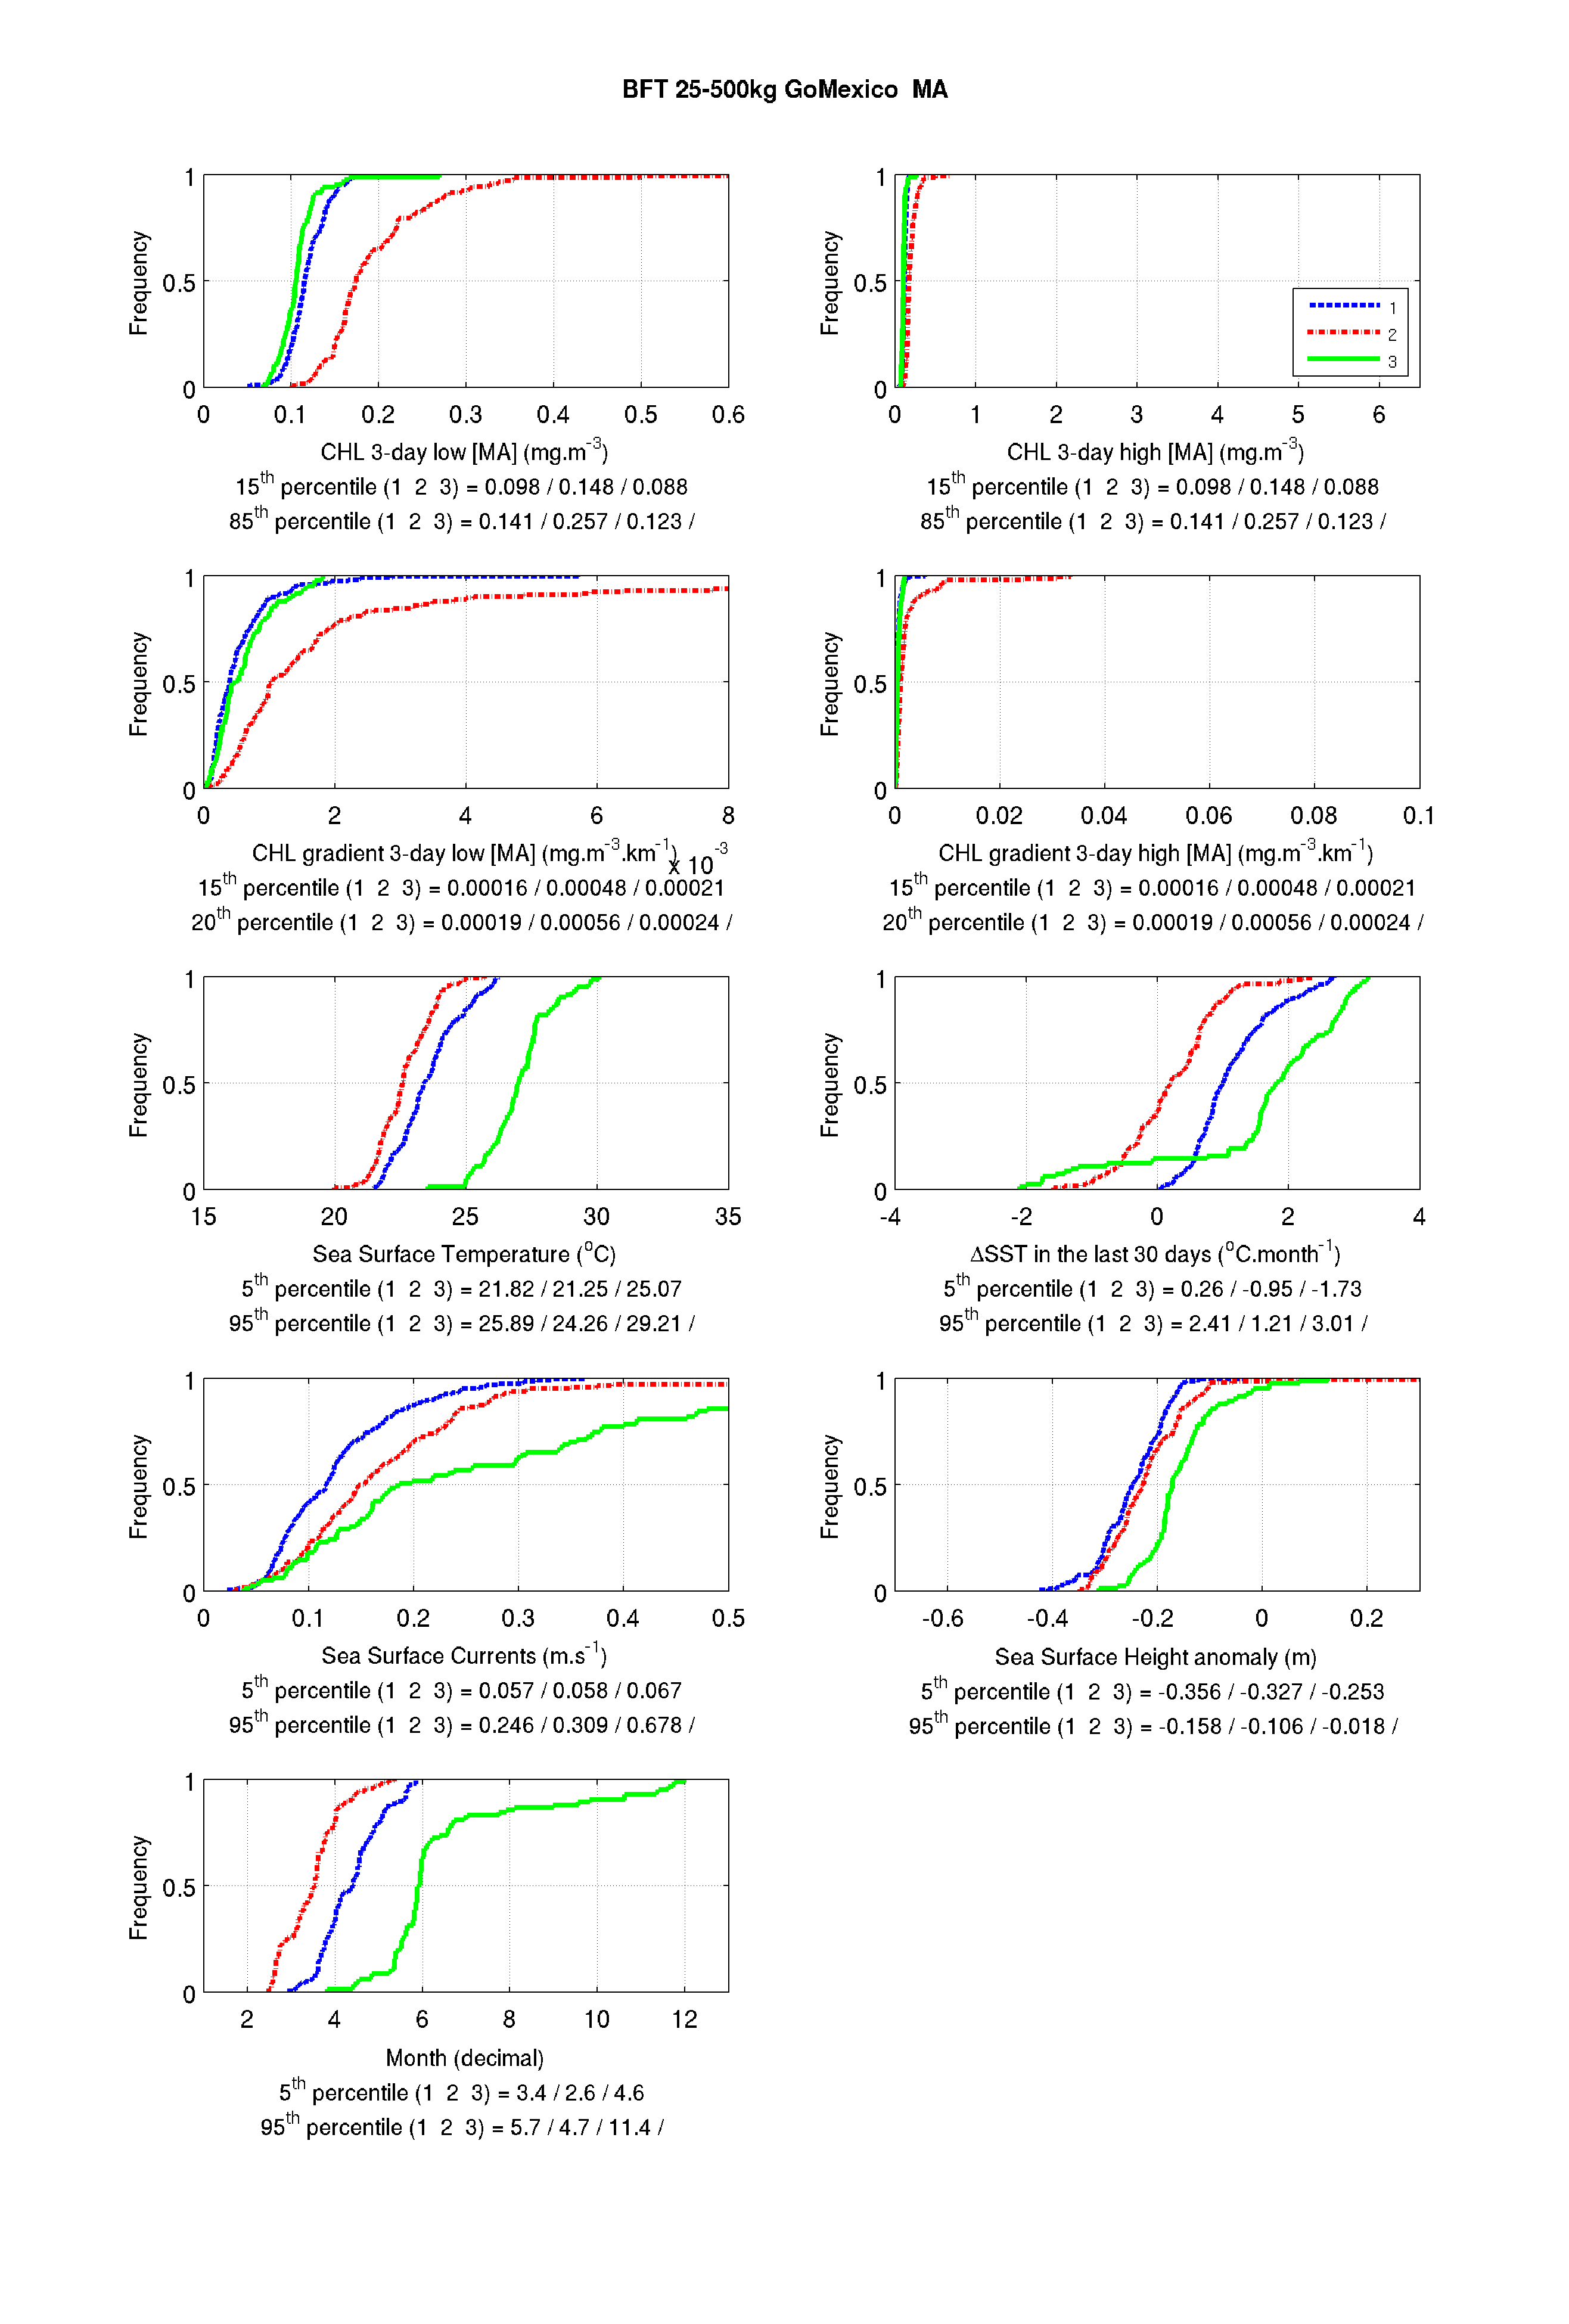 BFT 25-500kg GoMexico  MA
Frequency
1
0.5
0
0 0.1 0.2 0.3 0.4 0.5 0.6
CHL 3-day low [MA] (mg.m-3)
15th percentile (1  2  3) = 0.098 / 0.148 / 0.088
85th percentile (1  2  3) = 0.141 / 0.257 / 0.123 /
Frequency
1
0.5
0
1
2
3
0 1 2 3 4 5 6
CHL 3-day high [MA] (mg.m-3)
15th percentile (1  2  3) = 0.098 / 0.148 / 0.088
85th percentile (1  2  3) = 0.141 / 0.257 / 0.123 /
Frequency
1
0.5
0
0 2 4 6 8
CHL gradient 3-day low [MA] (mg.m-3.km-1)
x 10-3
15th percentile (1  2  3) = 0.00016 / 0.00048 / 0.00021
20th percentile (1  2  3) = 0.00019 / 0.00056 / 0.00024 /
Frequency
1
0.5
0
0 0.02 0.04 0.06 0.08 0.1
CHL gradient 3-day high [MA] (mg.m-3.km-1)
15th percentile (1  2  3) = 0.00016 / 0.00048 / 0.00021
20th percentile (1  2  3) = 0.00019 / 0.00056 / 0.00024 /
Frequency
1
0.5
0
15 20 25 30 35
Sea Surface Temperature (oC)
5th percentile (1  2  3) = 21.82 / 21.25 / 25.07
95th percentile (1  2  3) = 25.89 / 24.26 / 29.21 /
Frequency
1
0.5
0
-4 -2 0 2 4
ΔSST in the last 30 days (oC.month-1)
5th percentile (1  2  3) = 0.26 / -0.95 / -1.73
95th percentile (1  2  3) = 2.41 / 1.21 / 3.01 /
Frequency
1
0.5
0
0 0.1 0.2 0.3 0.4 0.5
Sea Surface Currents (m.s-1)
5th percentile (1  2  3) = 0.057 / 0.058 / 0.067
95th percentile (1  2  3) = 0.246 / 0.309 / 0.678 /
Frequency
1
0.5
0
-0.6 -0.4 -0.2 0 0.2
Sea Surface Height anomaly (m)
5th percentile (1  2  3) = -0.356 / -0.327 / -0.253
95th percentile (1  2  3) = -0.158 / -0.106 / -0.018 /
Frequency
1
0.5
0
2 4 6 8 10 12
Month (decimal)
5th percentile (1  2  3) = 3.4 / 2.6 / 4.6
95th percentile (1  2  3) = 5.7 / 4.7 / 11.4 /